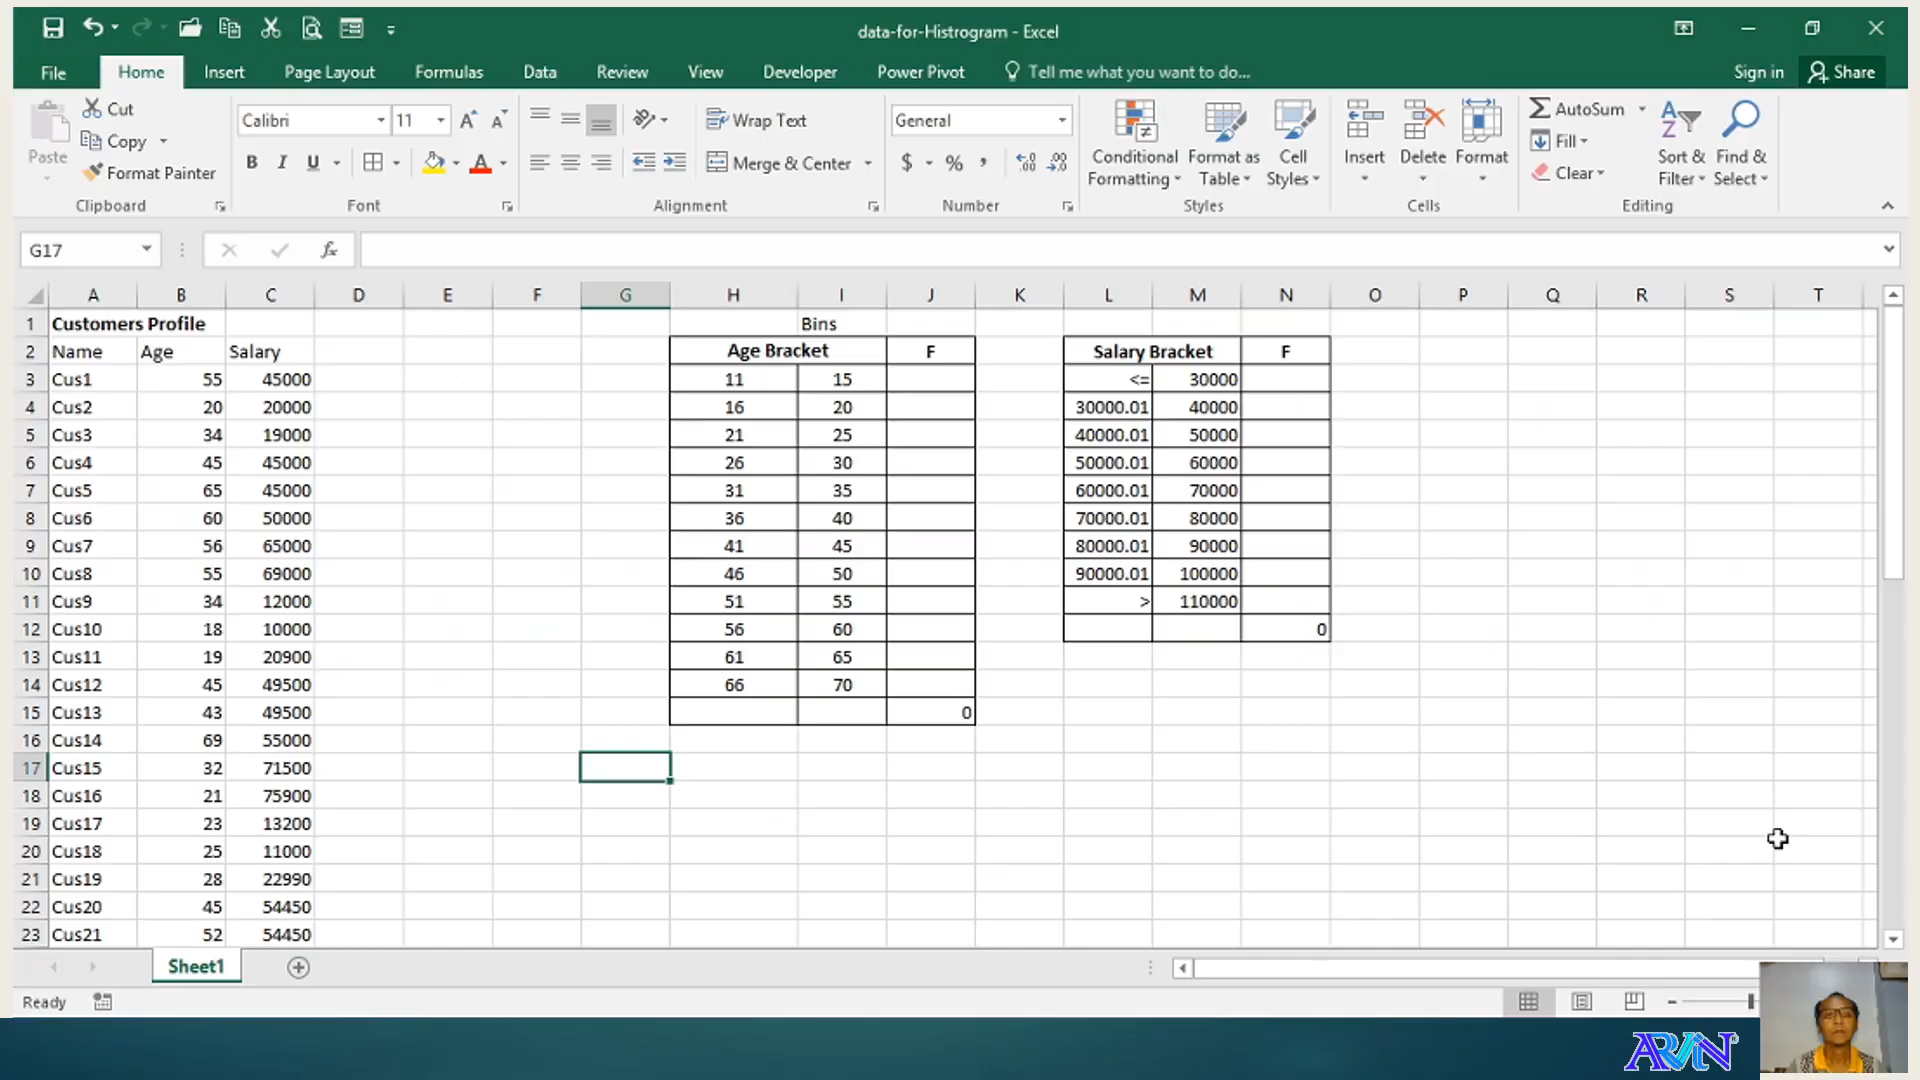 data-for-Histrogram - Excel
File Home Insert Page Layout Formulas Data Review View Developer Power Pivot Tell me what you want to do... Sign in Share
Paste
Cut
Copy
Format Painter
Clipboard
Calibri 11
B I U A
Font
Wrap Text
Merge & Center
Alignment
General
$ % ,
Number
Conditional Formatting
Format as Table
Cell Styles
Styles
Insert Delete Format
Cells
AutoSum
Fill
Clear
Sort & Filter
Find & Select
Editing
G17 fx
A B C D E F G H I J K L M N O P Q R S T
1 Customers Profile Bins
2 Name Age Salary Age Bracket F Salary Bracket F
3 Cus1 55 45000 11 15 <= 30000
4 Cus2 20 20000 16 20 30000.01 40000
5 Cus3 34 19000 21 25 40000.01 50000
6 Cus4 45 45000 26 30 50000.01 60000
7 Cus5 65 45000 31 35 60000.01 70000
8 Cus6 60 50000 36 40 70000.01 80000
9 Cus7 56 65000 41 45 80000.01 90000
10 Cus8 55 69000 46 50 90000.01 100000
11 Cus9 34 12000 51 55 > 110000
12 Cus10 18 10000 56 60 0
13 Cus11 19 20900 61 65
14 Cus12 45 49500 66 70
15 Cus13 43 49500 0
16 Cus14 69 55000
17 Cus15 32 71500
18 Cus16 21 75900
19 Cus17 23 13200
20 Cus18 25 11000
21 Cus19 28 22990
22 Cus20 45 54450
23 Cus21 52 54450
Sheet1
Ready
ARVIN®